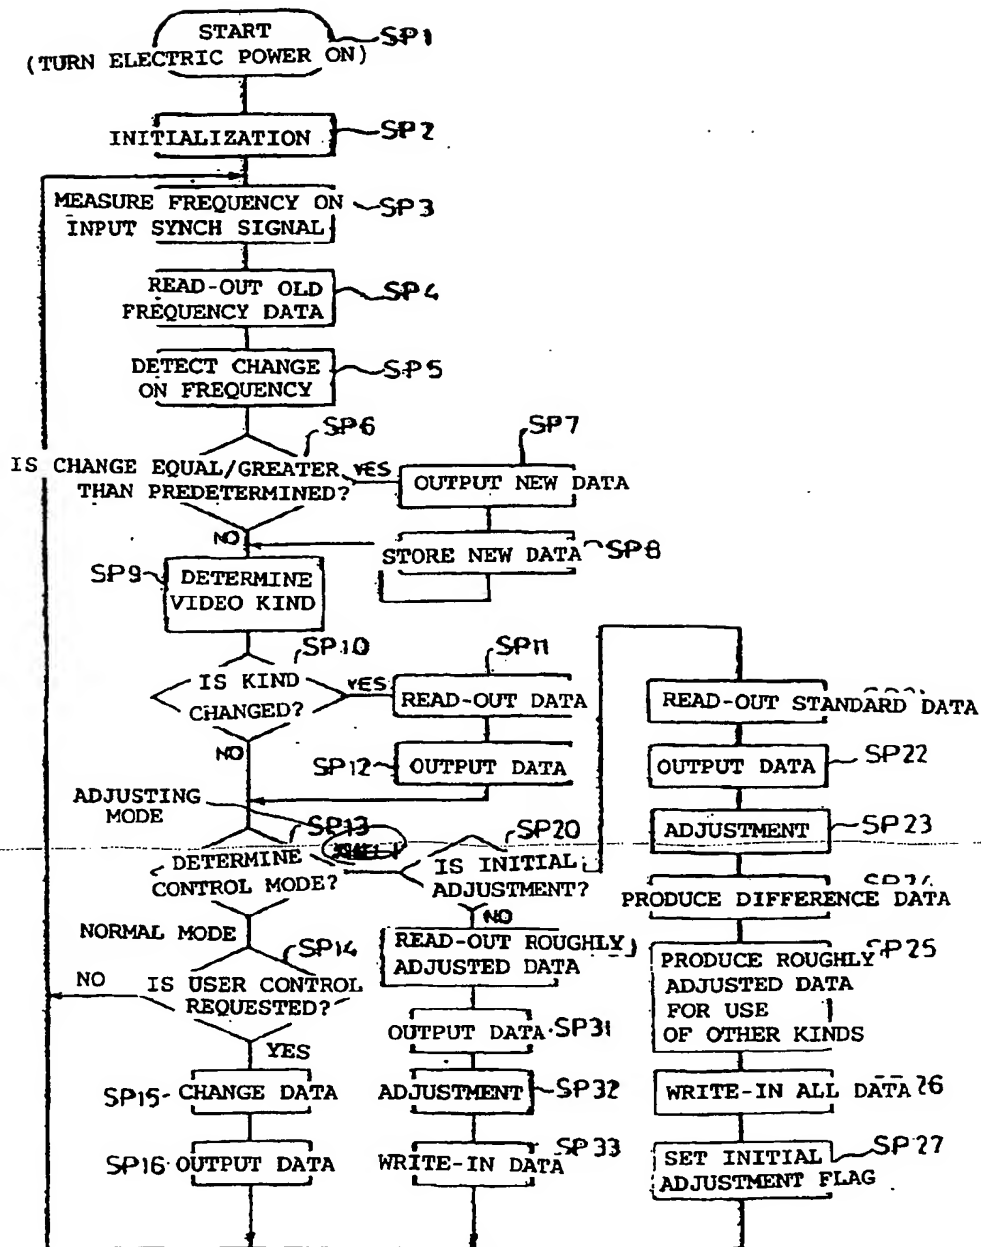 START
(TURN ELECTRIC POWER ON)
SP1
INITIALIZATION
SP2
MEASURE FREQUENCY ON
INPUT SYNCH SIGNAL
SP3
READ-OUT OLD
FREQUENCY DATA
SP4
DETECT CHANGE
ON FREQUENCY
SP5
SP6
IS CHANGE EQUAL/GREATER
THAN PREDETERMINED?
YES
NO
SP7
OUTPUT NEW DATA
STORE NEW DATA
SP8
SP9
DETERMINE
VIDEO KIND
SP10
IS KIND
CHANGED?
YES
NO
SP11
READ-OUT DATA
SP12
OUTPUT DATA
ADJUSTING
MODE
SP13
DETERMINE
CONTROL MODE?
NORMAL MODE
SP14
IS USER CONTROL
REQUESTED?
NO
YES
SP15
CHANGE DATA
SP16
OUTPUT DATA
SP20
IS INITIAL
ADJUSTMENT?
NO
READ-OUT ROUGHLY
ADJUSTED DATA
OUTPUT DATA
SP31
ADJUSTMENT
SP32
WRITE-IN DATA
SP33
READ-OUT STANDARD DATA
OUTPUT DATA
SP22
ADJUSTMENT
SP23
PRODUCE DIFFERENCE DATA
PRODUCE ROUGHLY
ADJUSTED DATA
FOR USE
OF OTHER KINDS
SP25
WRITE-IN ALL DATA
26
SET INITIAL
ADJUSTMENT FLAG
SP27